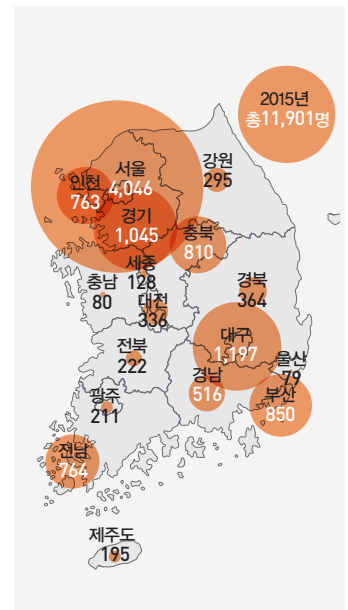 2015년
총11,901명
서울
4,046
강원
295
인천
763
경기
1,045
충북
810
세종
128
충남
80
대전
336
경북
364
대구
1,197
전북
222
울산
79
경남
516
부산
850
광주
211
전남
764
제주도
195